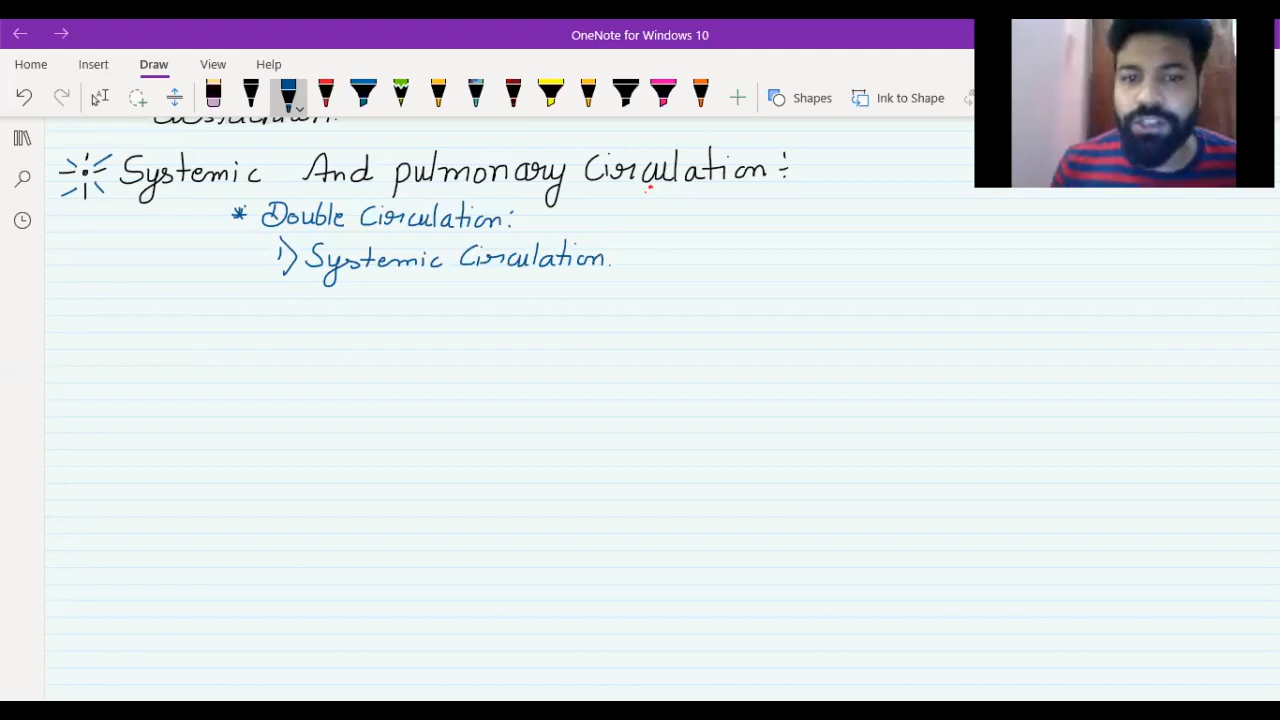 OneNote for Windows 10
Home Insert Draw View Help
Shapes Ink to Shape
Systemic And pulmonary Circulation :
* Double Circulation:
1) Systemic Circulation.